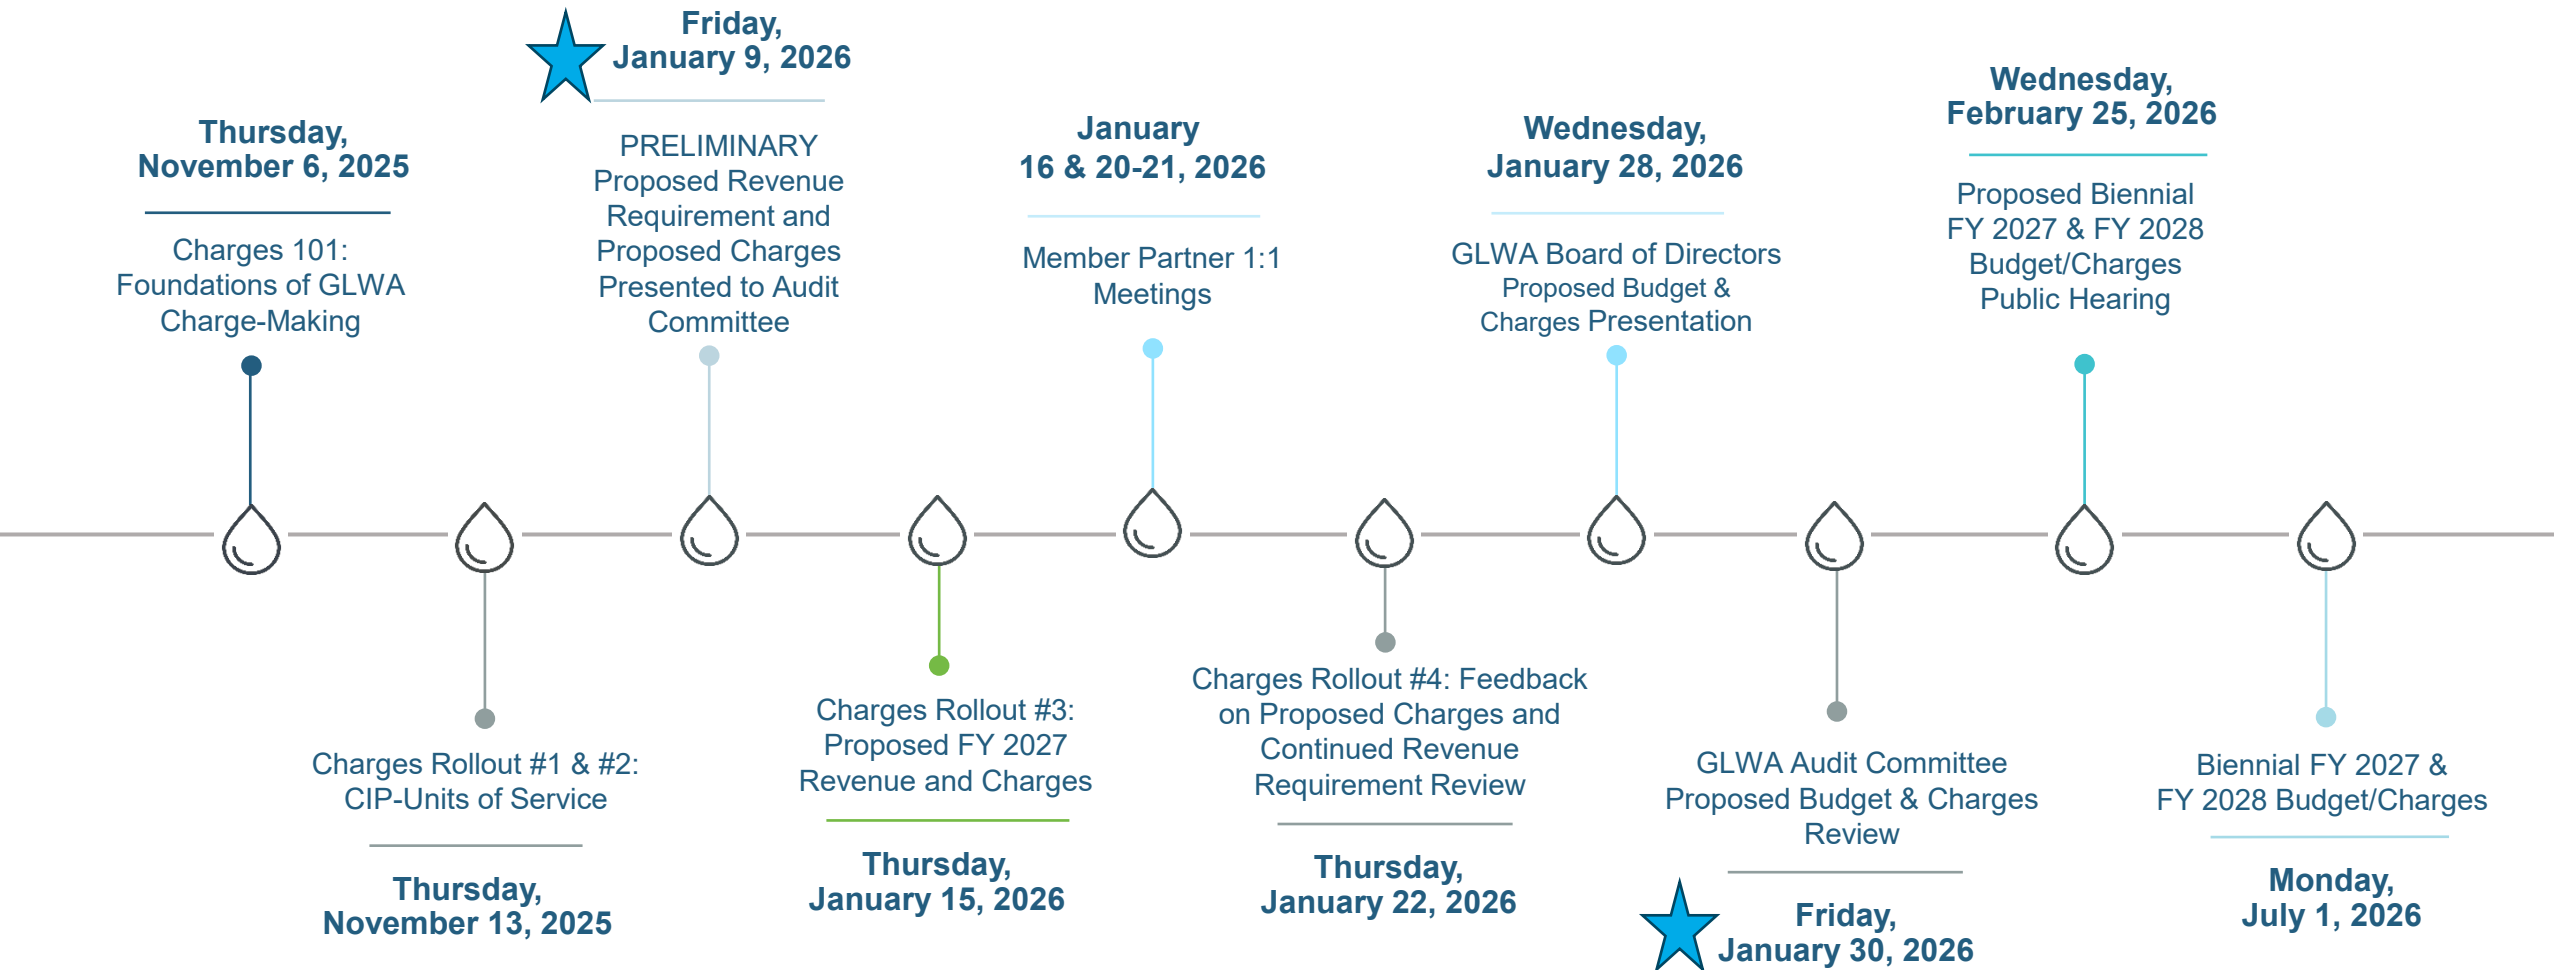 Thursday,
November 6, 2025
Charges 101:
Foundations of GLWA
Charge-Making
Charges Rollout #1 & #2:
CIP-Units of Service
Thursday,
November 13, 2025
Friday,
January 9, 2026
PRELIMINARY
Proposed Revenue
Requirement and
Proposed Charges
Presented to Audit
Committee
Charges Rollout #3:
Proposed FY 2027
Revenue and Charges
Thursday,
January 15, 2026
January
16 & 20-21, 2026
Member Partner 1:1
Meetings
Charges Rollout #4: Feedback
on Proposed Charges and
Continued Revenue
Requirement Review
Thursday,
January 22, 2026
Wednesday,
January 28, 2026
GLWA Board of Directors
Proposed Budget &
Charges Presentation
GLWA Audit Committee
Proposed Budget & Charges
Review
Friday,
January 30, 2026
Wednesday,
February 25, 2026
Proposed Biennial
FY 2027 & FY 2028
Budget/Charges
Public Hearing
Biennial FY 2027 &
FY 2028 Budget/Charges
Monday,
July 1, 2026